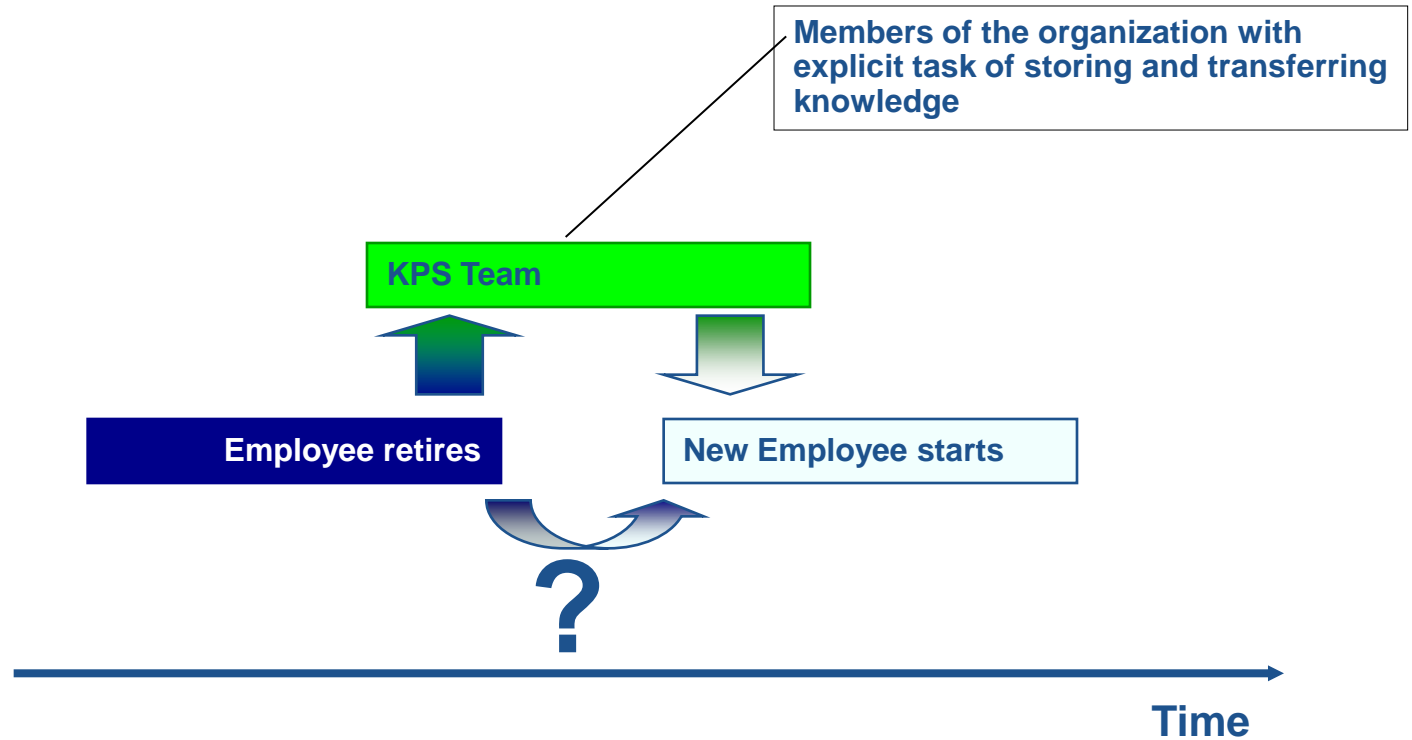 Members of the organization with
explicit task of storing and transferring
knowledge
KPS Team
Employee retires
New Employee starts
?
Time